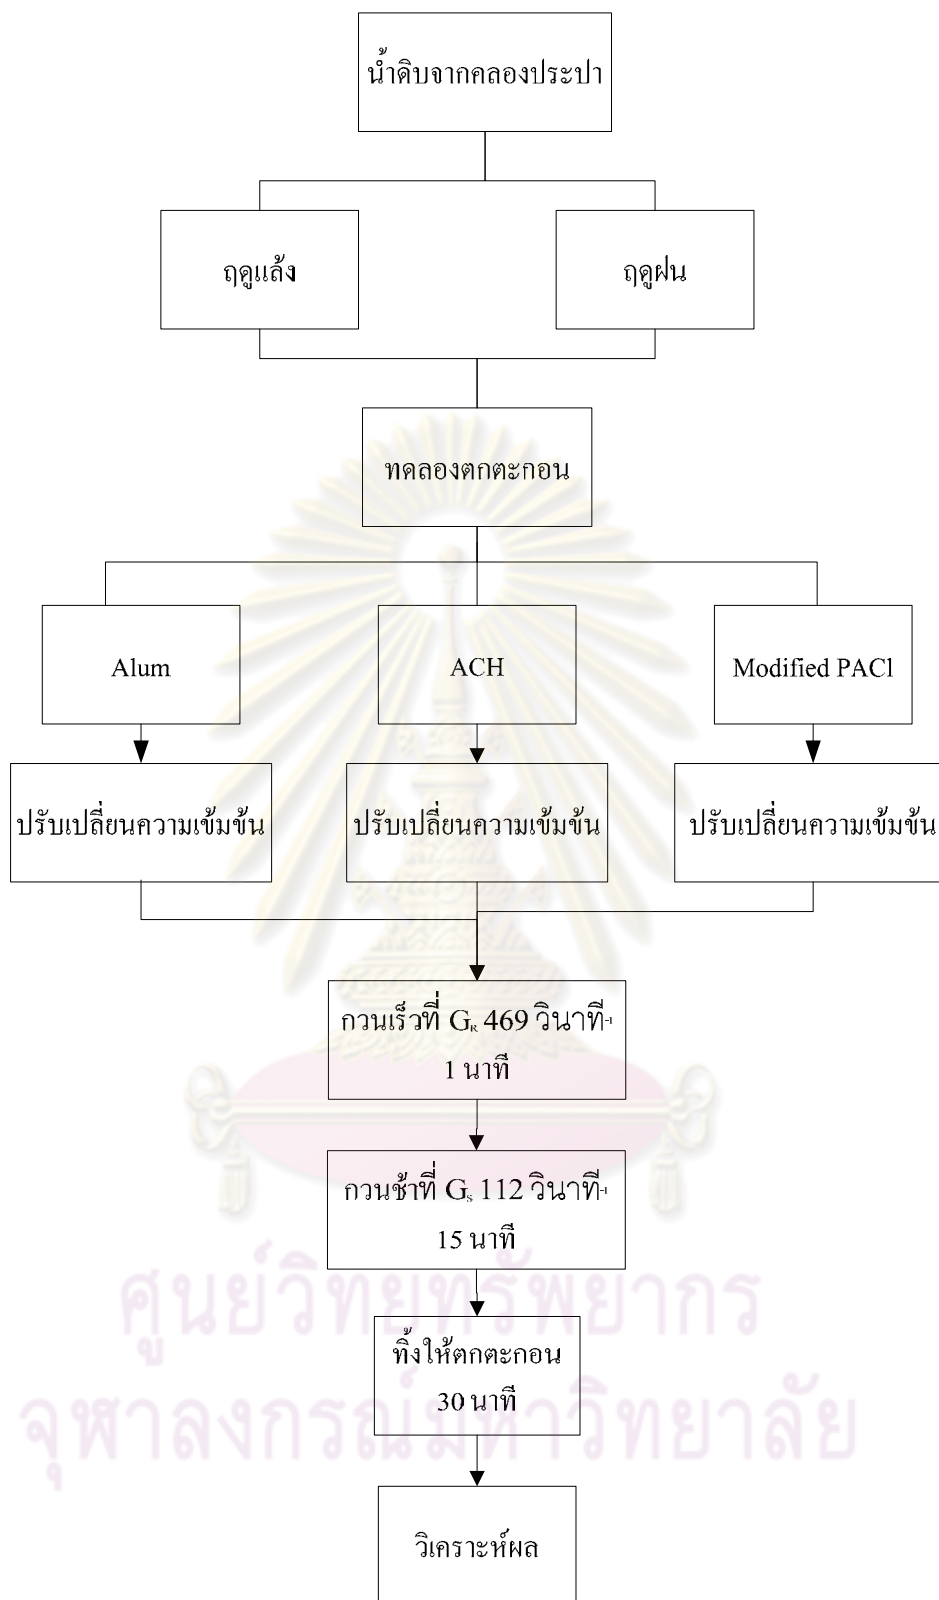 น้ำดิบจากคลองประปา
ฤดูแล้ง
ฤดูฝน
ทดลองตกตะกอน
Alum
ACH
Modified PACl
ปรับเปลี่ยนความเข้มข้น
ปรับเปลี่ยนความเข้มข้น
ปรับเปลี่ยนความเข้มข้น
กวนเร็วที่ GR 469 วินาที-1
1 นาที
กวนช้าที่ GS 112 วินาที-1
15 นาที
ทิ้งให้ตกตะกอน
30 นาที
วิเคราะห์ผล
ศูนย์วิทยทรัพยากร
จุฬาลงกรณ์มหาวิทยาลัย